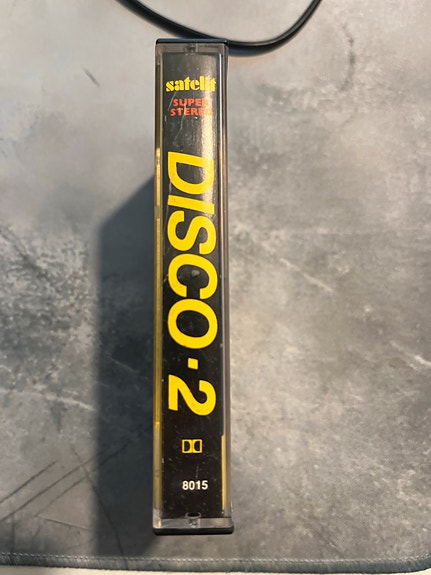 satelit
SUPER
STEREO
DISCO·2
8015